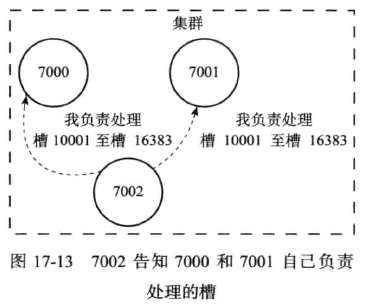 集群
7000
7001
我负责处理
槽 10001 至槽 16383
我负责处理
槽 10001 至槽 16383
7002
图 17-13 7002 告知 7000 和 7001 自己负责
处理的槽